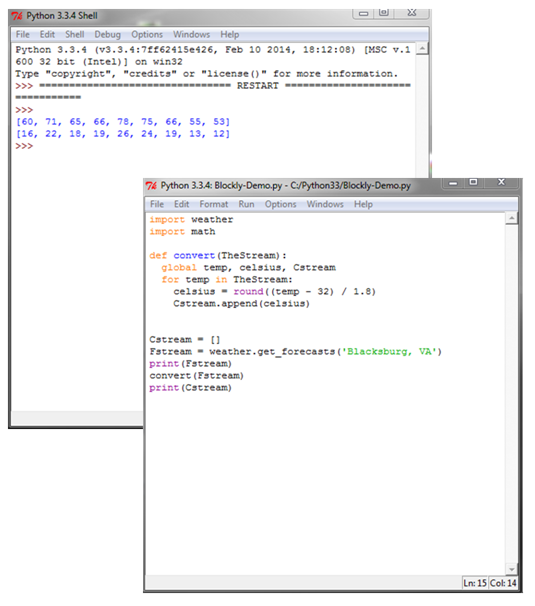 Python 3.3.4 Shell
File Edit Shell Debug Options Windows Help
Python 3.3.4 (v3.3.4:7ff62415e426, Feb 10 2014, 18:12:08) [MSC v.1
600 32 bit (Intel)] on win32
Type "copyright", "credits" or "license()" for more information.
>>> ================================ RESTART =====================
===========
>>>
[60, 71, 65, 66, 78, 75, 66, 55, 53]
[16, 22, 18, 19, 26, 24, 19, 13, 12]
>>>
Python 3.3.4: Blockly-Demo.py - C:/Python33/Blockly-Demo.py
File Edit Format Run Options Windows Help
import weather
import math
def convert(TheStream):
global temp, celsius, Cstream
for temp in TheStream:
celsius = round((temp - 32) / 1.8)
Cstream.append(celsius)
Cstream = []
Fstream = weather.get_forecasts('Blacksburg, VA')
print(Fstream)
convert(Fstream)
print(Cstream)
Ln: 15 Col: 14